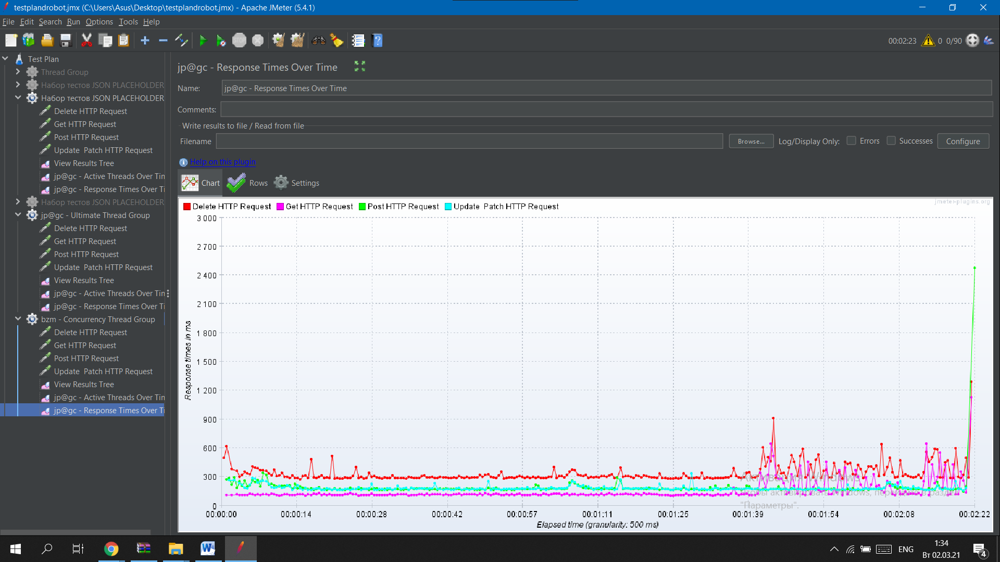 testplandrobot.jmx (C:\Users\Asus\Desktop\testplandrobot.jmx) - Apache JMeter (5.4.1)
File Edit Search Run Options Tools Help
STOP
00:02:23 0 0/90
Test Plan
Thread Group
Набор тестов JSON PLACEHOLDER
Набор тестов JSON PLACEHOLDER
Delete HTTP Request
Get HTTP Request
Post HTTP Request
Update Patch HTTP Request
View Results Tree
jp@gc - Active Threads Over Tin
jp@gc - Response Times Over Ti
Набор тестов JSON PLACEHOLDER
jp@gc - Ultimate Thread Group
Delete HTTP Request
Get HTTP Request
Post HTTP Request
Update Patch HTTP Request
View Results Tree
jp@gc - Active Threads Over Tin
jp@gc - Response Times Over Ti
bzm - Concurrency Thread Group
Delete HTTP Request
Get HTTP Request
Post HTTP Request
Update Patch HTTP Request
View Results Tree
jp@gc - Active Threads Over Tin
jp@gc - Response Times Over Ti
jp@gc - Response Times Over Time
Name: jp@gc - Response Times Over Time
Comments:
Write results to file / Read from file
Filename Browse... Log/Display Only: Errors Successes Configure
Help on this plugin
Chart Rows Settings
jmeter-plugins.org
Delete HTTP Request Get HTTP Request Post HTTP Request Update Patch HTTP Request
3 000
2 700
2 400
2 100
1 800
1 500
1 200
900
600
300
0
Response times in ms
00:00:00 00:00:14 00:00:28 00:00:42 00:00:57 00:01:11 00:01:25 00:01:39 00:01:54 00:02:08 00:02:22
Elapsed time (granularity: 500 ms)
Активация Windows
Чтобы активировать Windows, перейдите в раздел
"Параметры".
ENG
1:34
Вт 02.03.21
4